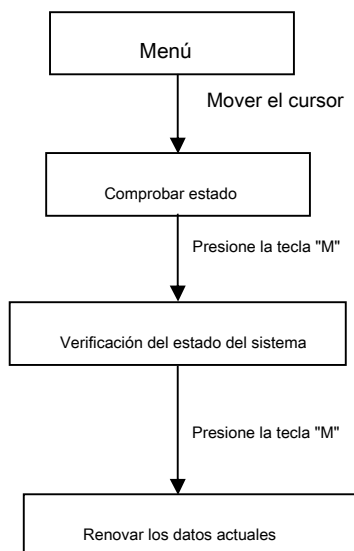 Menú
Mover el cursor
Comprobar estado
Presione la tecla "M"
Verificación del estado del sistema
Presione la tecla "M"
Renovar los datos actuales